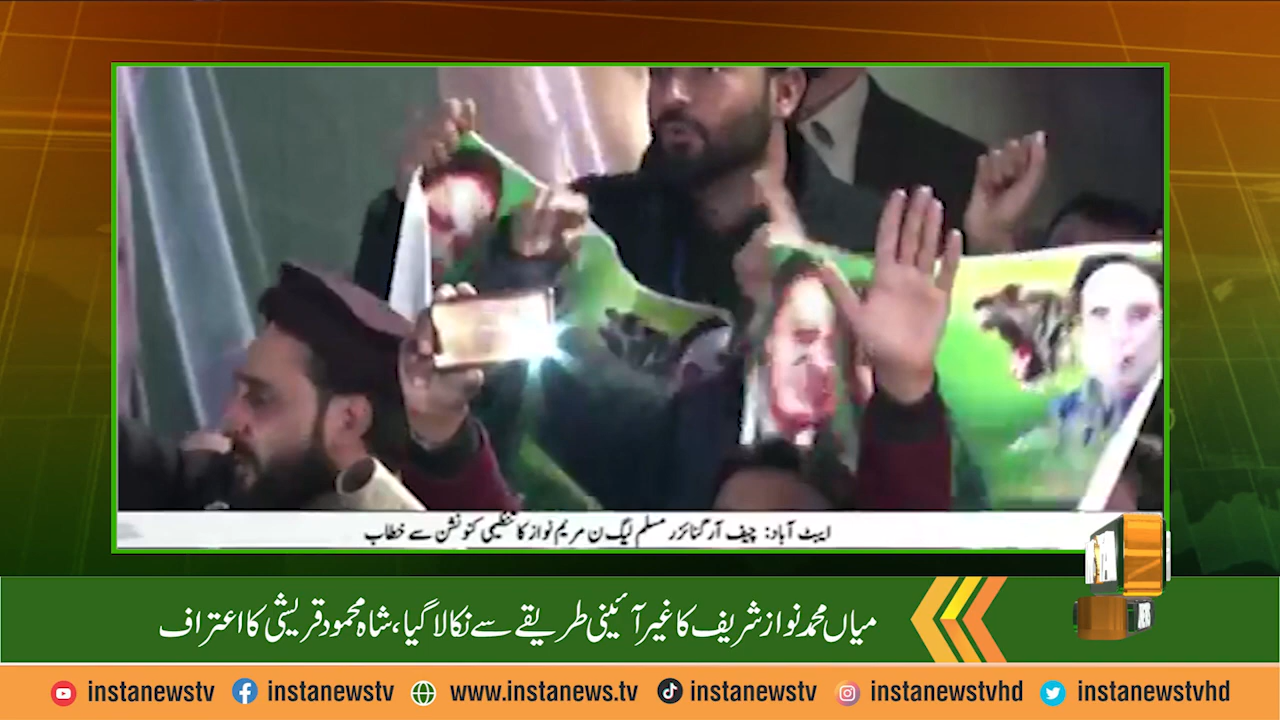 ایبٹ آباد: چیف آرگنائزر مسلم لیگ ن مریم نواز کا تنظیمی کنونشن سے خطاب
میاں محمد نواز شریف کا غیر آئینی طریقے سے نکالا گیا، شاہ محمود قریشی کا اعتراف
instanewstv instanewstv www.instanews.tv instanewstv instanewstvhd instanewstvhd